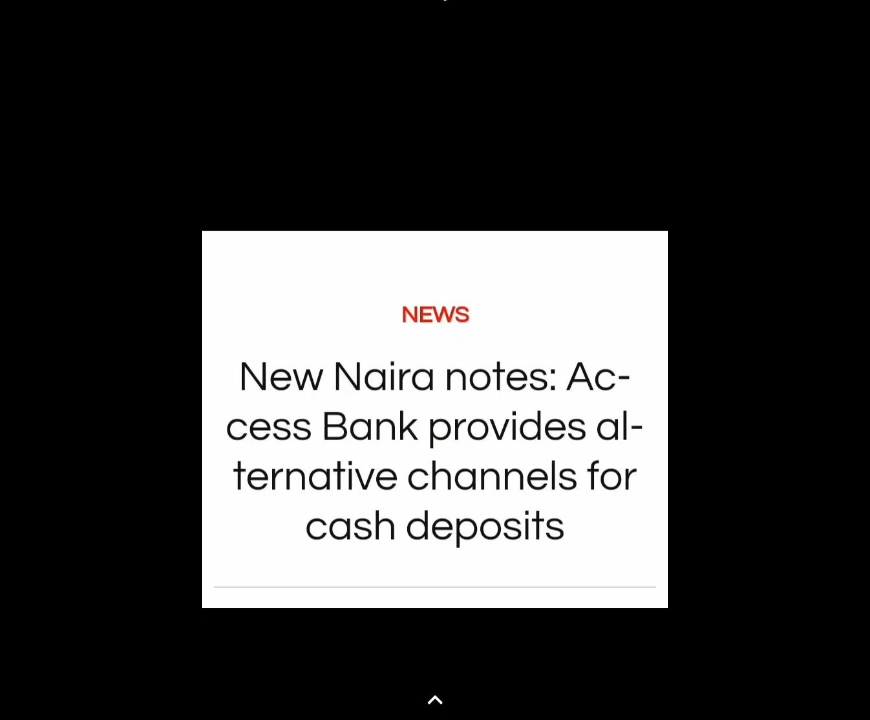 NEWS
New Naira notes: Ac-
cess Bank provides al-
ternative channels for
cash deposits